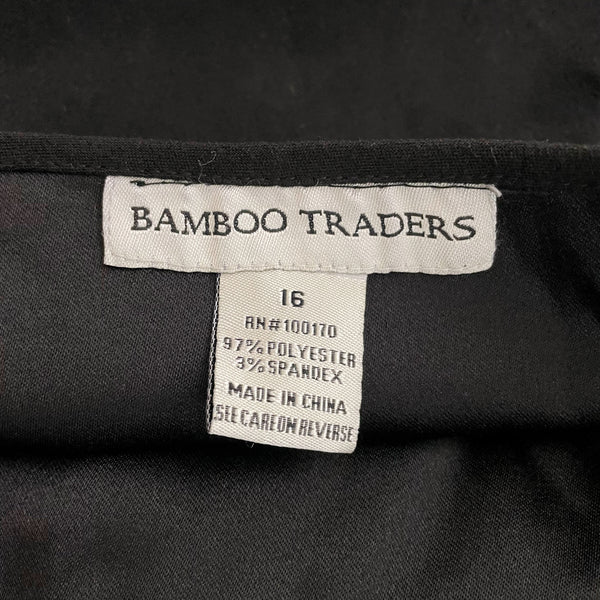 BAMBOO TRADERS
16
RN#100170
97% POLYESTER
3% SPANDEX
MADE IN CHINA
SEE CARE ON REVERSE